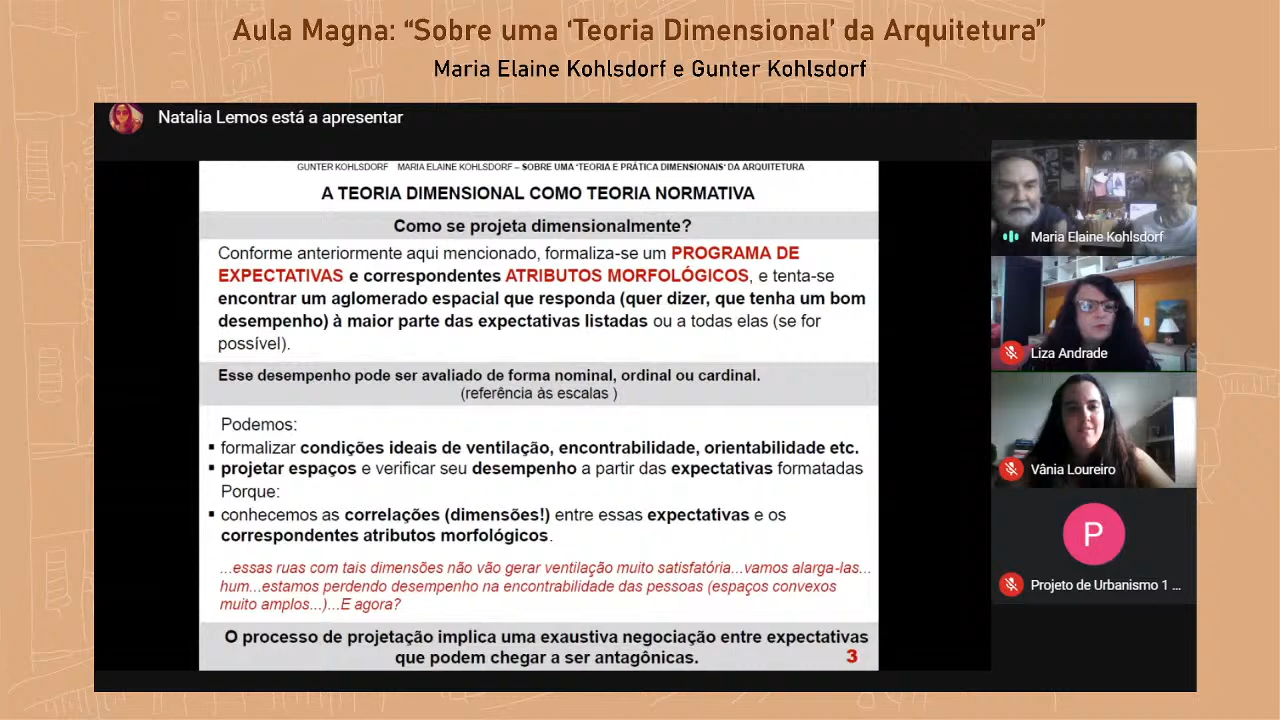 Aula Magna: “Sobre uma ‘Teoria Dimensional’ da Arquitetura”
Maria Elaine Kohlsdorf e Gunter Kohlsdorf
Natalia Lemos está a apresentar
GUNTER KOHLSDORF MARIA ELAINE KOHLSDORF – SOBRE UMA ‘TEORIA E PRÁTICA DIMENSIONAIS’ DA ARQUITETURA
A TEORIA DIMENSIONAL COMO TEORIA NORMATIVA
Como se projeta dimensionalmente?
Conforme anteriormente aqui mencionado, formaliza-se um PROGRAMA DE
EXPECTATIVAS e correspondentes ATRIBUTOS MORFOLÓGICOS, e tenta-se
encontrar um aglomerado espacial que responda (quer dizer, que tenha um bom
desempenho) à maior parte das expectativas listadas ou a todas elas (se for
possível).
Esse desempenho pode ser avaliado de forma nominal, ordinal ou cardinal.
(referência às escalas )
Podemos:
▪ formalizar condições ideais de ventilação, encontrabilidade, orientabilidade etc.
▪ projetar espaços e verificar seu desempenho a partir das expectativas formatadas
Porque:
▪ conhecemos as correlações (dimensões!) entre essas expectativas e os
correspondentes atributos morfológicos.
...essas ruas com tais dimensões não vão gerar ventilação muito satisfatória...vamos alarga-las...
hum...estamos perdendo desempenho na encontrabilidade das pessoas (espaços convexos
muito amplos...)...E agora?
O processo de projetação implica uma exaustiva negociação entre expectativas
que podem chegar a ser antagônicas.
3
Maria Elaine Kohlsdorf
Liza Andrade
Vânia Loureiro
P
Projeto de Urbanismo 1 ...